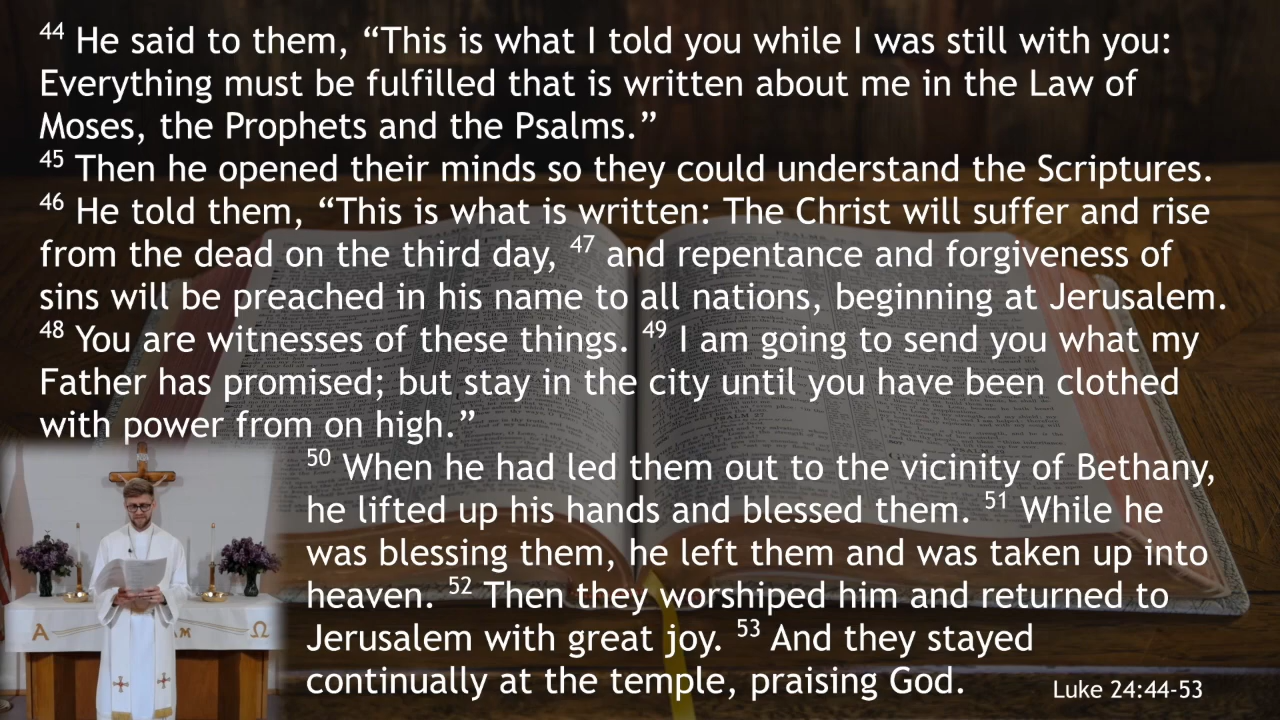 44 He said to them, “This is what I told you while I was still with you:
Everything must be fulfilled that is written about me in the Law of
Moses, the Prophets and the Psalms.”
45 Then he opened their minds so they could understand the Scriptures.
46 He told them, “This is what is written: The Christ will suffer and rise
from the dead on the third day, 47 and repentance and forgiveness of
sins will be preached in his name to all nations, beginning at Jerusalem.
48 You are witnesses of these things. 49 I am going to send you what my
Father has promised; but stay in the city until you have been clothed
with power from on high.”
50 When he had led them out to the vicinity of Bethany,
he lifted up his hands and blessed them. 51 While he
was blessing them, he left them and was taken up into
heaven. 52 Then they worshiped him and returned to
Jerusalem with great joy. 53 And they stayed
continually at the temple, praising God.
Luke 24:44-53
A Ω